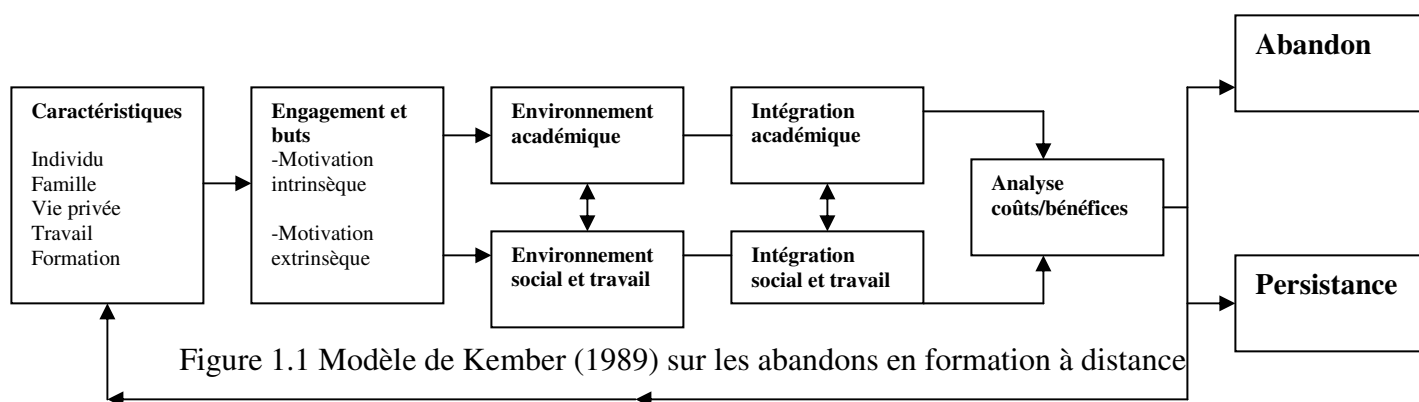 Caractéristiques
Individu
Famille
Vie privée
Travail
Formation
Engagement et
buts
-Motivation
intrinsèque
-Motivation
extrinsèque
Environnement
académique
Environnement
social et travail
Intégration
académique
Intégration
social et travail
Analyse
coûts/bénéfices
Abandon
Persistance
Figure 1.1 Modèle de Kember (1989) sur les abandons en formation à distance